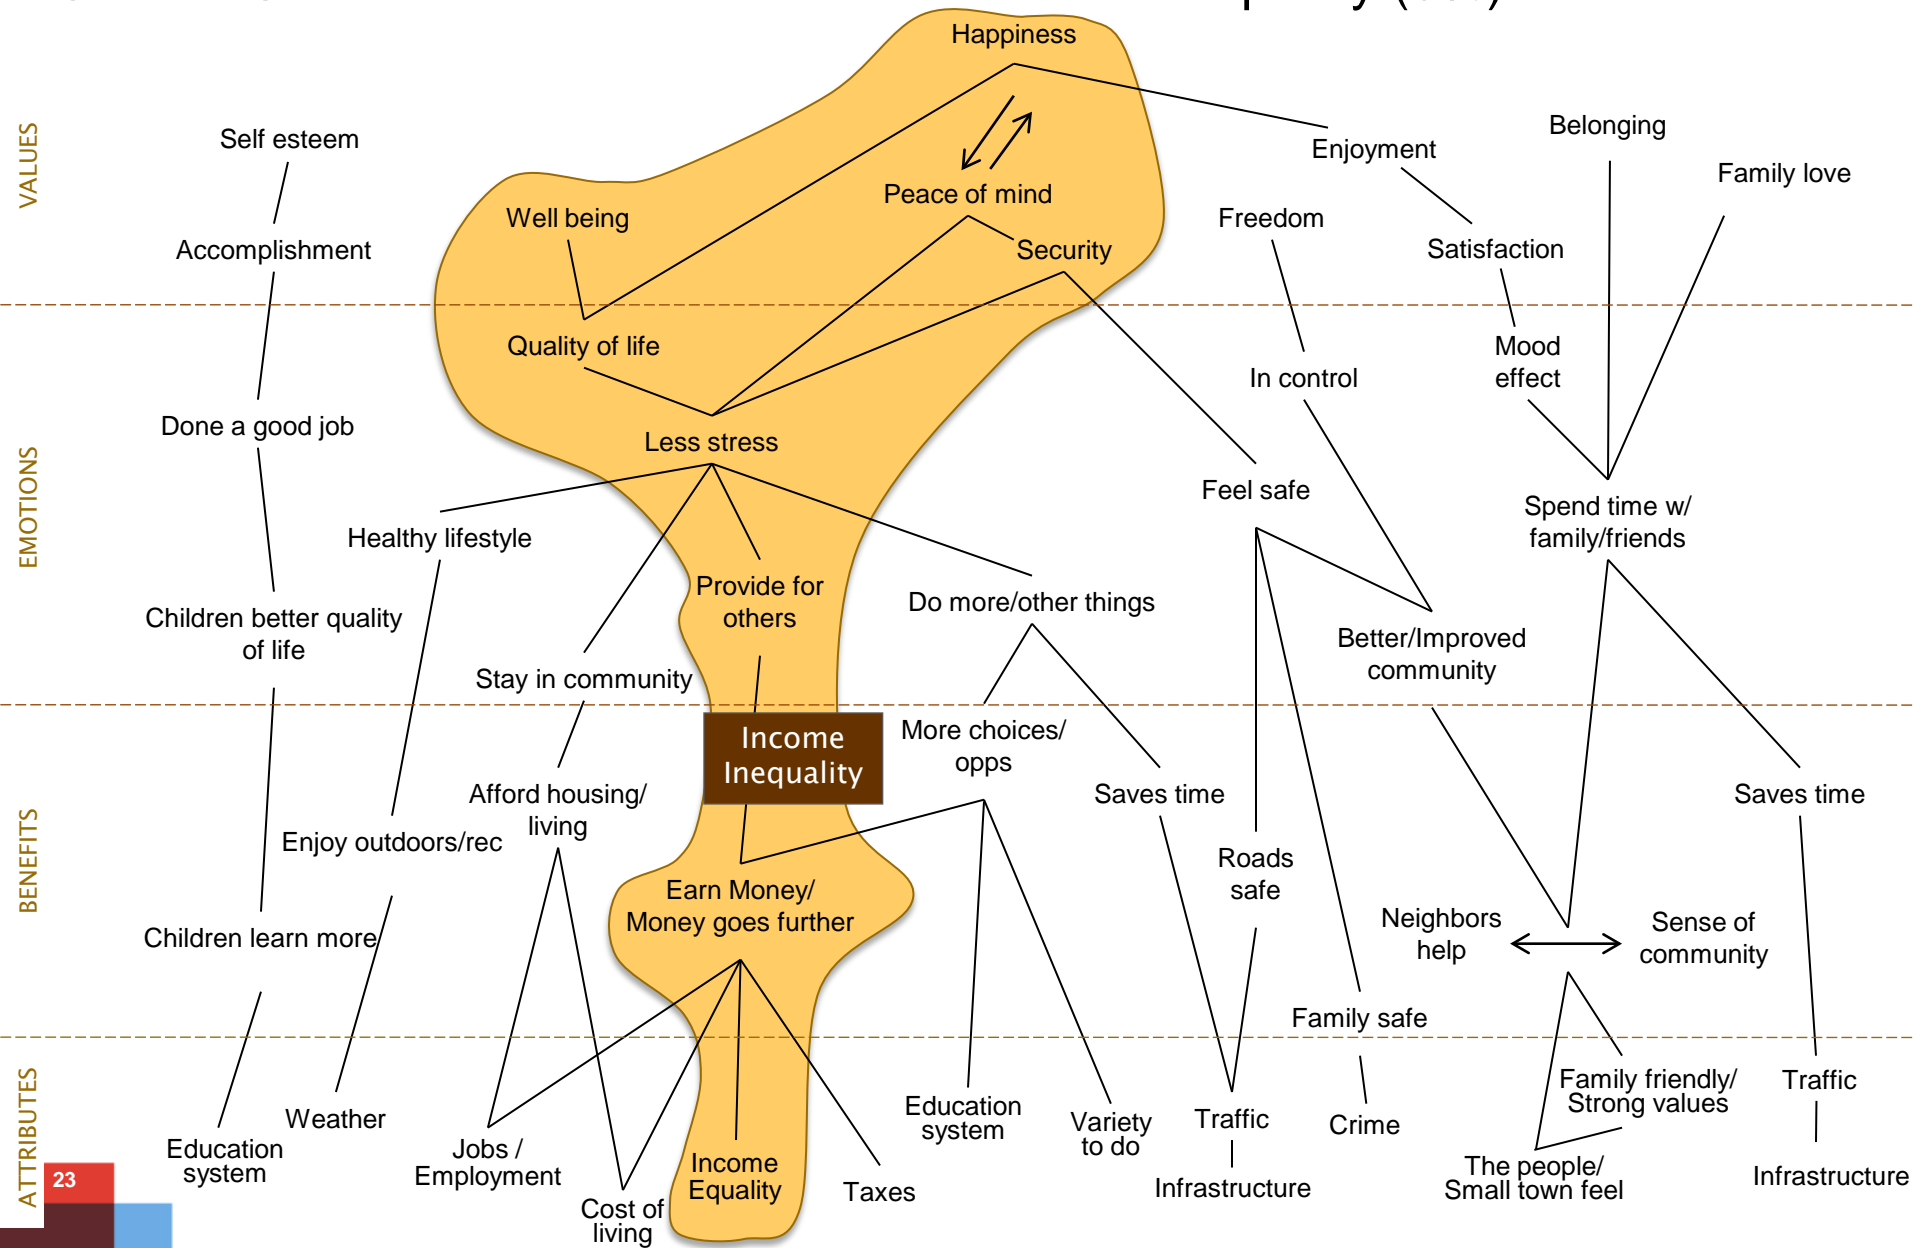 Happiness
VALUES
Self esteem
Belonging
Enjoyment
Family love
Peace of mind
Well being
Freedom
Accomplishment
Security
Satisfaction
EMOTIONS
Quality of life
Mood
effect
In control
Done a good job
Less stress
Feel safe
Spend time w/
family/friends
Healthy lifestyle
Provide for
others
Do more/other things
Children better quality
of life
Better/Improved
community
Stay in community
BENEFITS
Income
Inequality
More choices/
opps
Afford housing/
living
Saves time
Saves time
Enjoy outdoors/rec
Roads
safe
Earn Money/
Money goes further
Neighbors
help
Sense of
community
Children learn more
Family safe
ATTRIBUTES
Family friendly/
Strong values
Traffic
Education
system
Weather
Variety
to do
Traffic
Crime
Education
system
Jobs /
Employment
Income
Equality
Taxes
Infrastructure
The people/
Small town feel
Infrastructure
Cost of
living
23